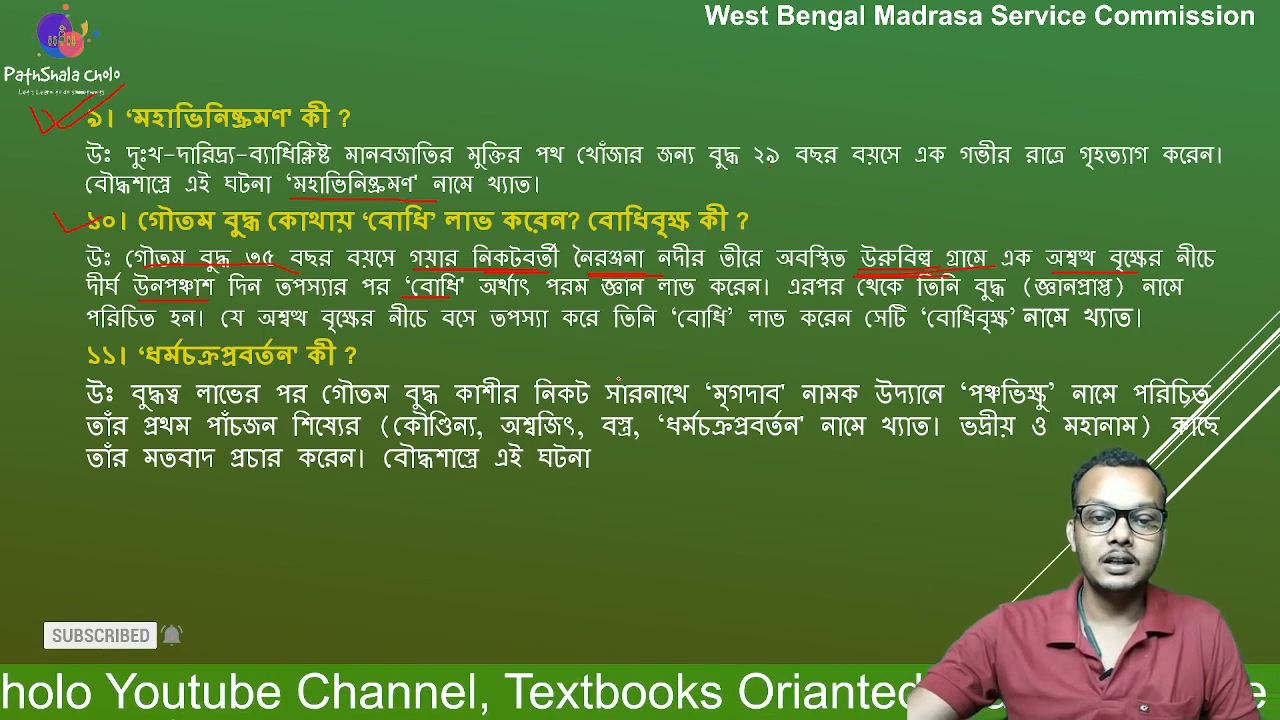 West Bengal Madrasa Service Commission
PathShala Cholo
৯। ‘মহাভিনিষ্ক্রমণ' কী ?
উঃ দুঃখ-দারিদ্র্য-ব্যাধিক্লিষ্ট মানবজাতির মুক্তির পথ খোঁজার জন্য বুদ্ধ ২৯ বছর বয়সে এক গভীর রাত্রে গৃহত্যাগ করেন।
বৌদ্ধশাস্ত্রে এই ঘটনা ‘মহাভিনিষ্ক্রমণ' নামে খ্যাত।
১০। গৌতম বুদ্ধ কোথায় ‘বোধি’ লাভ করেন? বোধিবৃক্ষ কী ?
উঃ গৌতম বুদ্ধ ৩৫ বছর বয়সে গয়ার নিকটবর্তী নৈরঞ্জনা নদীর তীরে অবস্থিত উরুবিল্ব গ্রামে এক অশ্বত্থ বৃক্ষের নীচে
দীর্ঘ উনপঞ্চাশ দিন তপস্যার পর ‘বোধি' অর্থাৎ পরম জ্ঞান লাভ করেন। এরপর থেকে তিনি বুদ্ধ (জ্ঞানপ্রাপ্ত) নামে
পরিচিত হন। যে অশ্বত্থ বৃক্ষের নীচে বসে তপস্যা করে তিনি ‘বোধি’ লাভ করেন সেটি ‘বোধিবৃক্ষ’ নামে খ্যাত।
১১। ‘ধর্মচক্রপ্রবর্তন' কী ?
উঃ বুদ্ধত্ব লাভের পর গৌতম বুদ্ধ কাশীর নিকট সারনাথে ‘মৃগদাব' নামক উদ্যানে ‘পঞ্চভিক্ষু’ নামে পরিচিত
তাঁর প্রথম পাঁচজন শিষ্যের (কৌণ্ডিন্য, অশ্বজিৎ, বস্ত্র, ‘ধর্মচক্রপ্রবর্তন' নামে খ্যাত। ভদ্রীয় ও মহানাম) কাছে
তাঁর মতবাদ প্রচার করেন। বৌদ্ধশাস্ত্রে এই ঘটনা
SUBSCRIBED
holo Youtube Channel, Textbooks Orianted